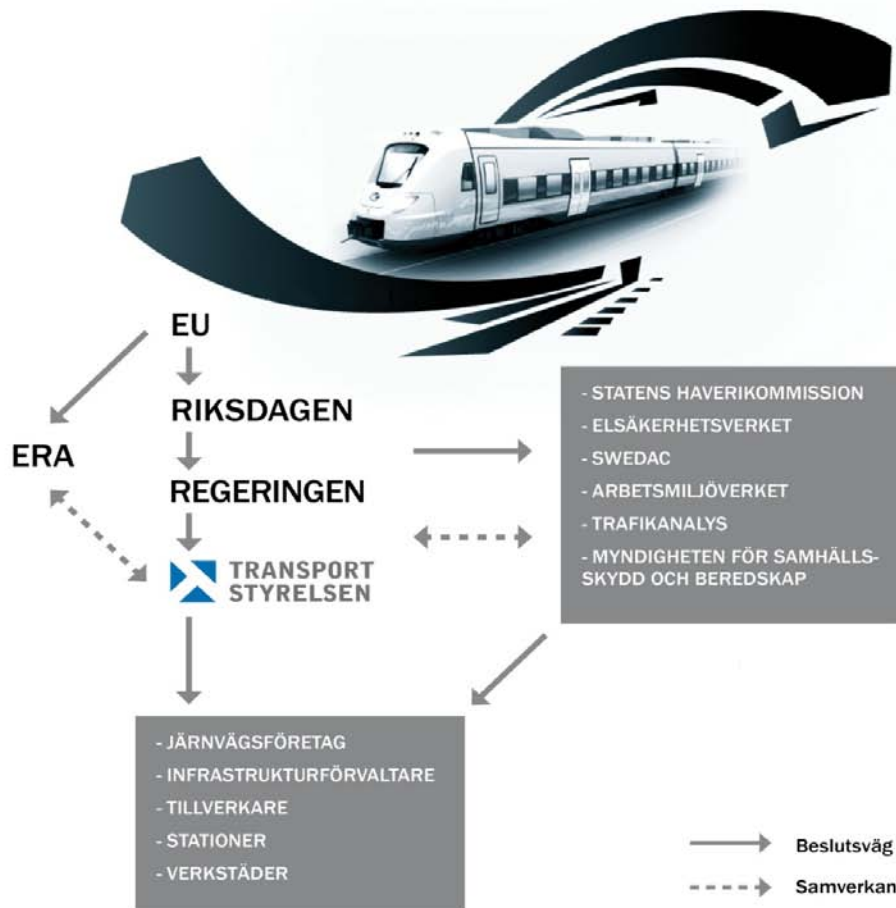 EU
RIKSDAGEN
ERA
REGERINGEN
TRANSPORT
STYRELSEN
- STATENS HAVERIKOMMISSION
- ELSÄKERHETSVERKET
- SWEDAC
- ARBETSMILJÖVERKET
- TRAFIKANALYS
- MYNDIGHETEN FÖR SAMHÄLLS-
SKYDD OCH BEREDSKAP
- JÄRNVÄGSFÖRETAG
- INFRASTRUKTURFÖRVALTARE
- TILLVERKARE
- STATIONER
- VERKSTÄDER
Beslutsväg
Samverkan